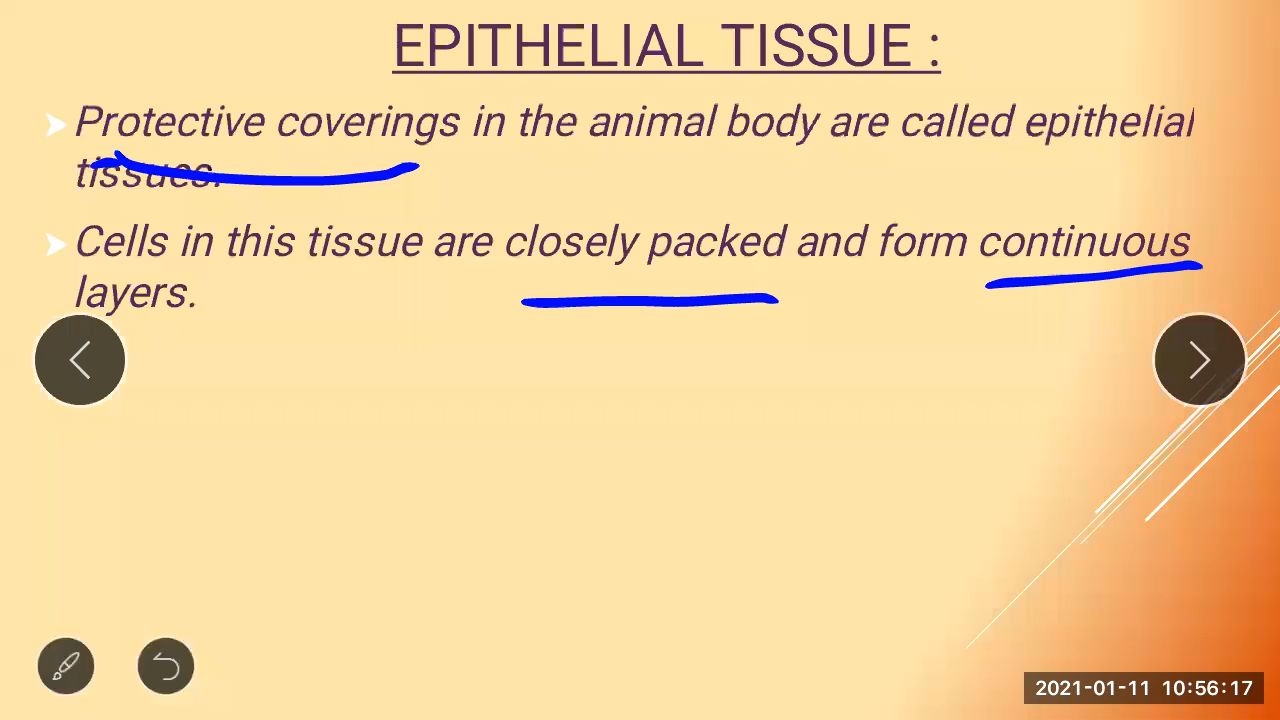 EPITHELIAL TISSUE :
Protective coverings in the animal body are called epithelial
tissues.
Cells in this tissue are closely packed and form continuous
layers.
2021-01-11 10:56:17